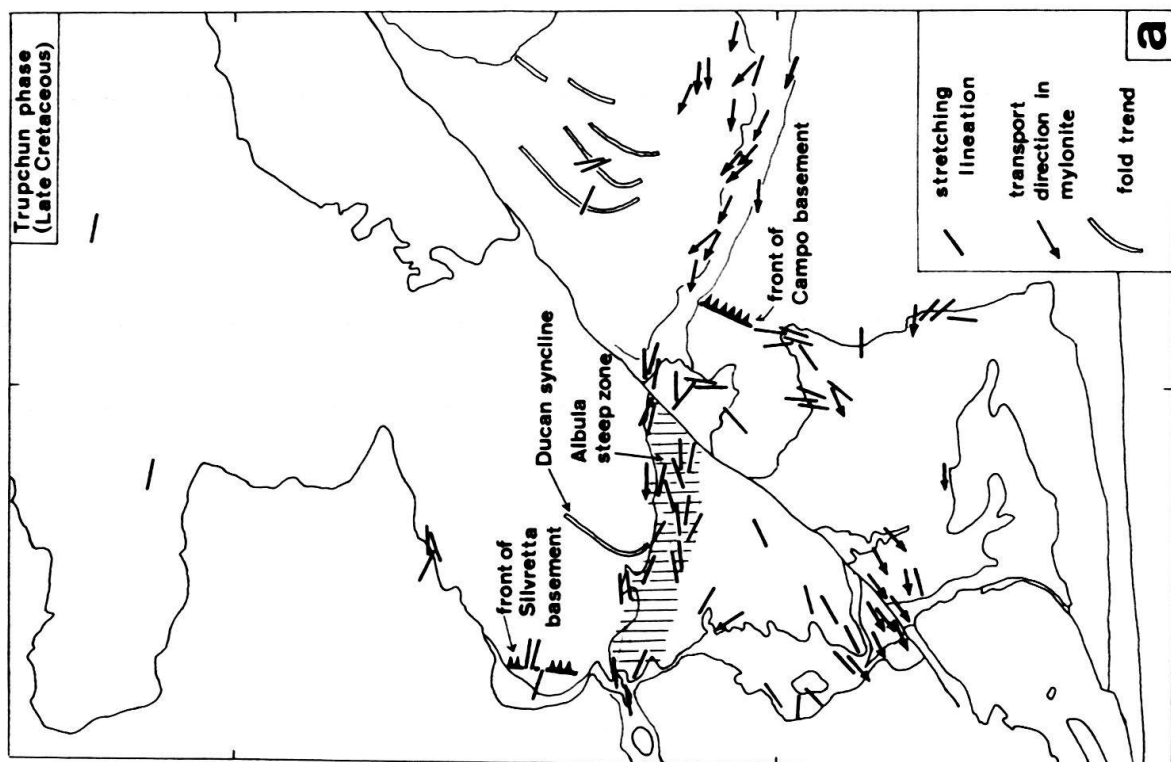 Trupchun phase
(Late Cretaceous)
Ducan syncline
Albula
steep zone
front of
Silvretta
basement
front of
Campo basement
stretching
lineation
transport
direction in
mylonite
fold trend
a